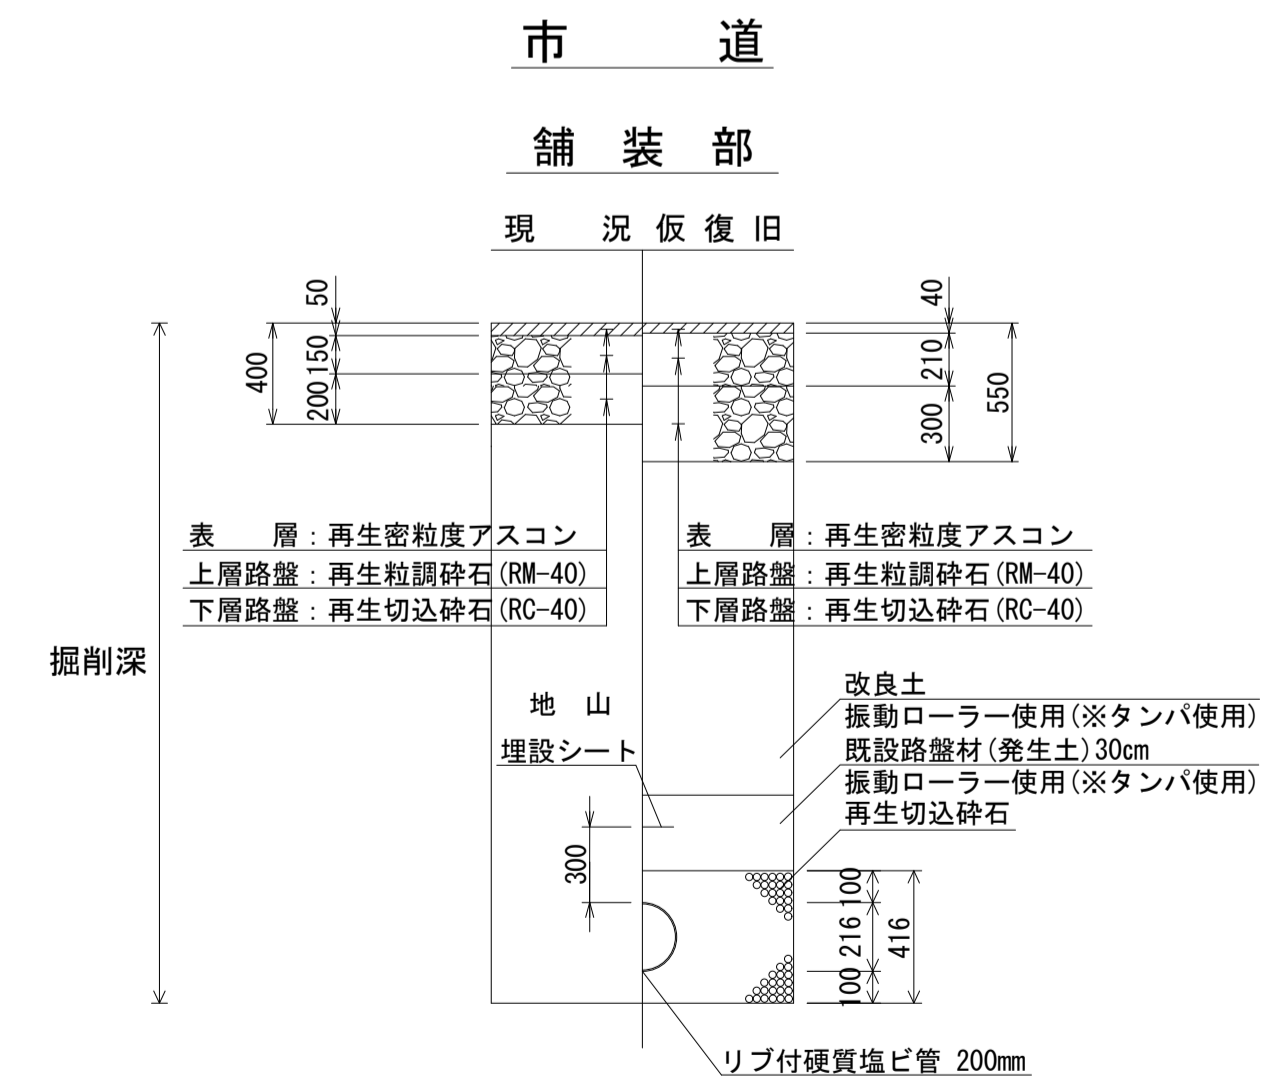 市　道
舗装部
現　況 仮復旧
50
150
200
400
40
210
300
550
表　層：再生密粒度アスコン
上層路盤：再生粒調砕石(RM-40)
下層路盤：再生切込砕石(RC-40)
表　層：再生密粒度アスコン
上層路盤：再生粒調砕石(RM-40)
下層路盤：再生切込砕石(RC-40)
掘削深
地　山
埋設シート
改良土
振動ローラー使用(※タンパ使用)
既設路盤材(発生土)30cm
振動ローラー使用(※タンパ使用)
再生切込砕石
300
100
216
100
416
リブ付硬質塩ビ管 200mm